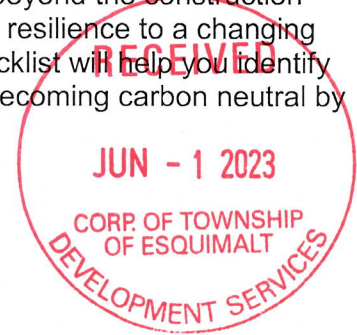 beyond the construction
resilience to a changing
cklist will help you identify
ecoming carbon neutral by
RECEIVED
JUN - 1 2023
CORP. OF TOWNSHIP
OF ESQUIMALT
DEVELOPMENT SERVICES